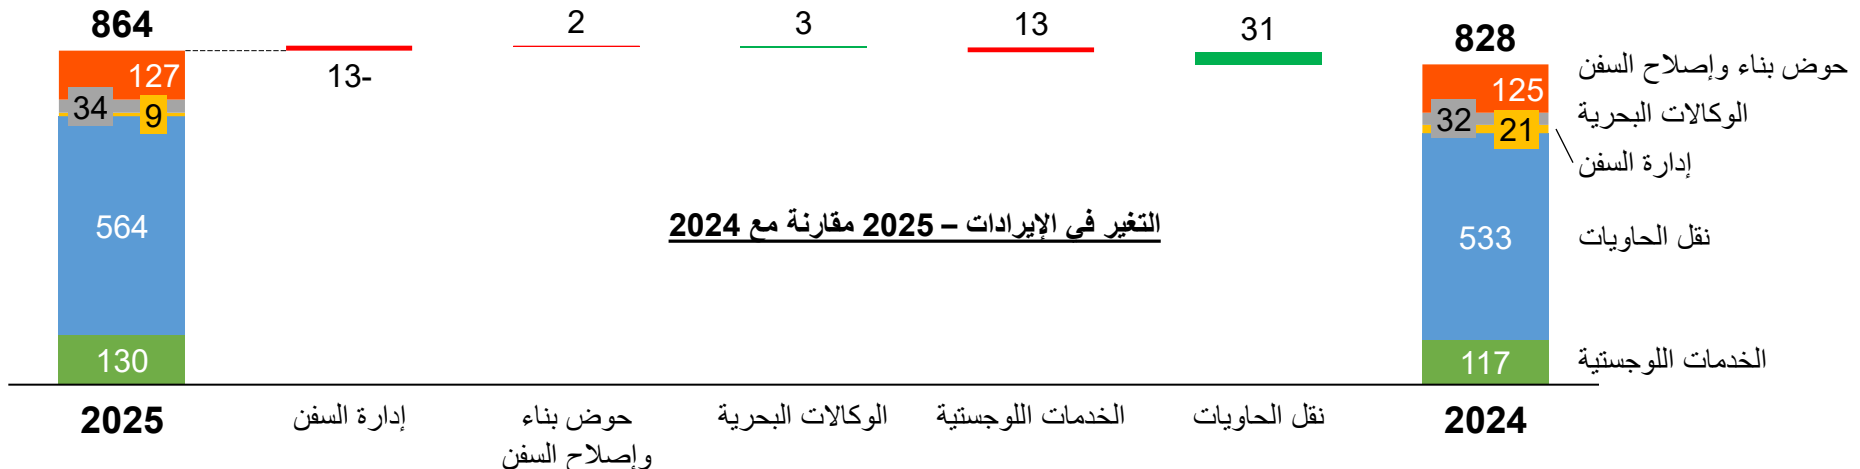 864
2
3
13
31
828
13-
127
34
9
564
130
125
32
21
533
117
حوض بناء وإصلاح السفن
الوكالات البحرية
إدارة السفن
نقل الحاويات
الخدمات اللوجستية
التغير في الإيرادات – 2025 مقارنة مع 2024
2024
نقل الحاويات
الخدمات اللوجستية
الوكالات البحرية
حوض بناء
وإصلاح السفن
إدارة السفن
2025